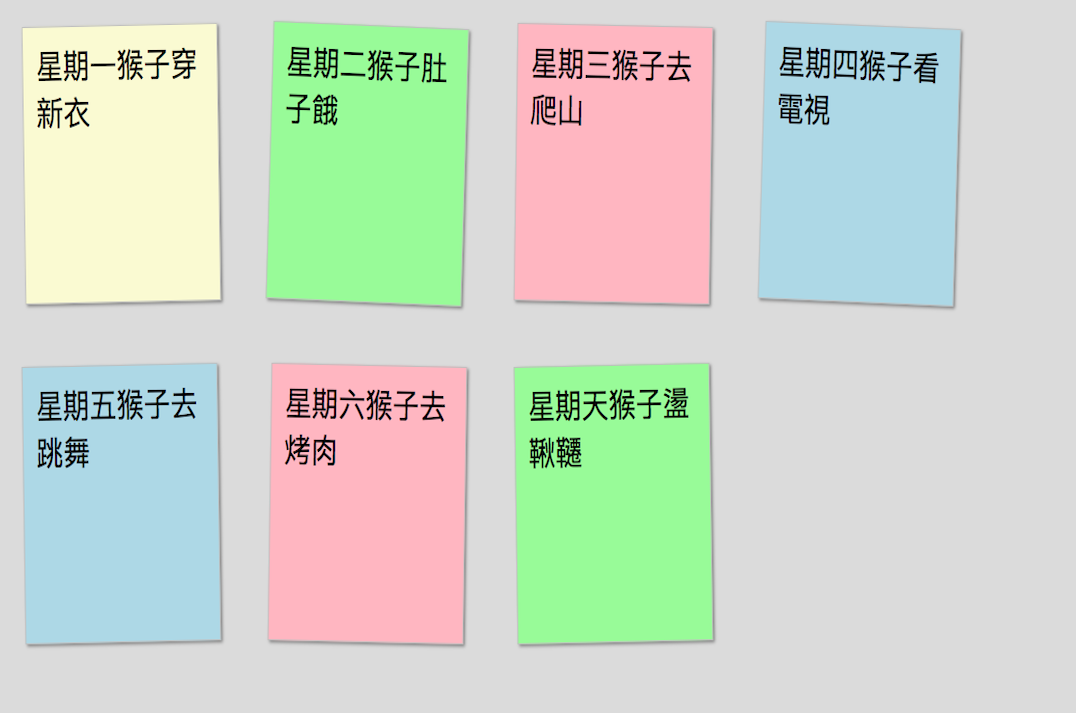 星期一猴子穿
新衣
星期二猴子肚
子餓
星期三猴子去
爬山
星期四猴子看
電視
星期五猴子去
跳舞
星期六猴子去
烤肉
星期天猴子盪
鞦韆